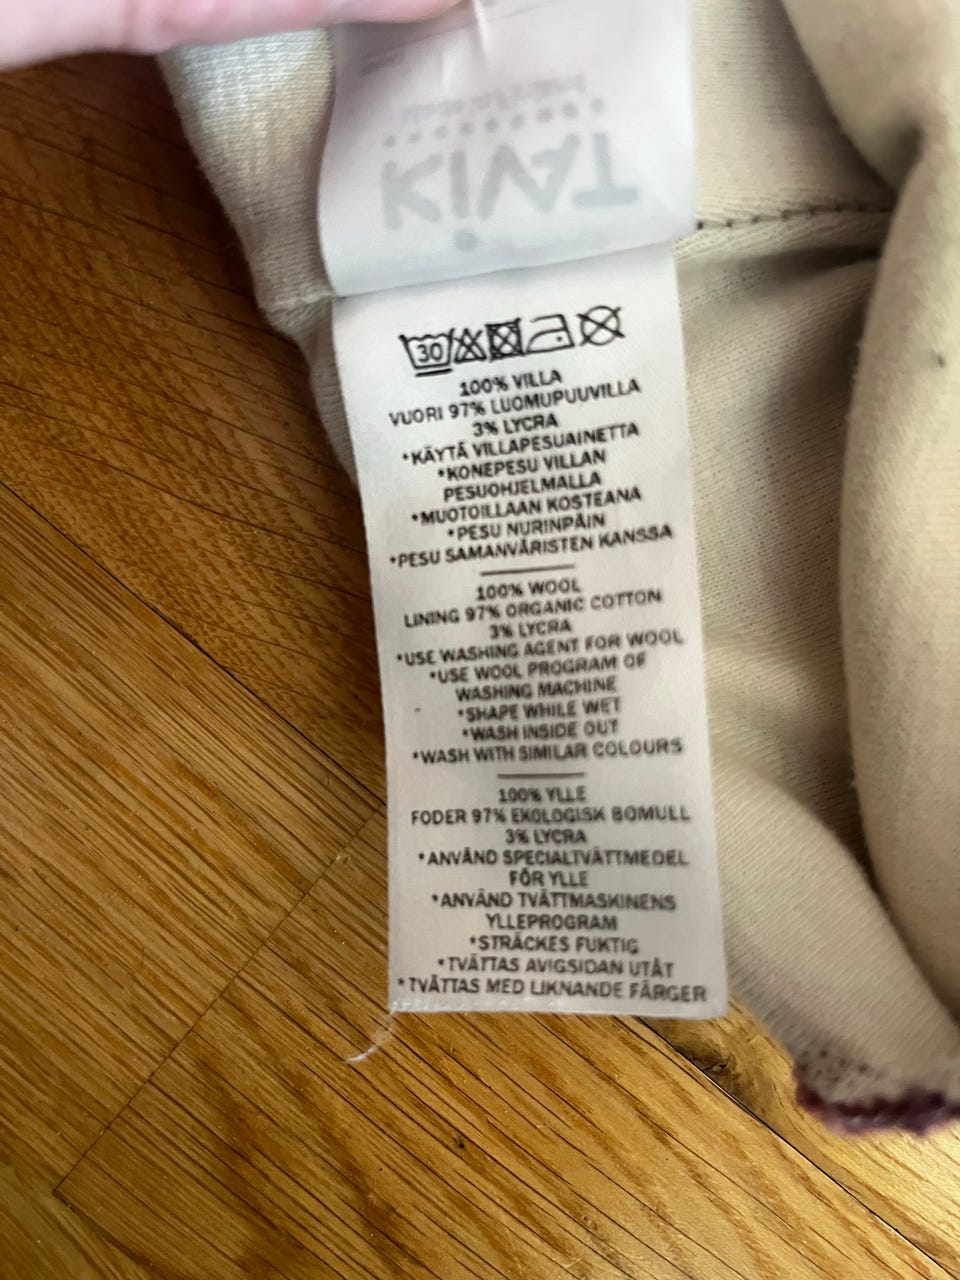 TAViK
30
100% VILLA
VUORI 97% LUOMUPUUVILLA
3% LYCRA
*KÄYTÄ VILLAPESUAINETTA
*KONEPESU VILLAN
PESUOHJELMALLA
*MUOTOILLAAN KOSTEANA
*PESU NURINPÄIN
*PESU SAMANVÄRISTEN KANSSA
100% WOOL
LINING 97% ORGANIC COTTON
3% LYCRA
*USE WASHING AGENT FOR WOOL
*USE WOOL PROGRAM OF
WASHING MACHINE
*SHAPE WHILE WET
*WASH INSIDE OUT
*WASH WITH SIMILAR COLOURS
100% YLLE
FODER 97% EKOLOGISK BOMULL
3% LYCRA
*ANVÄND SPECIALTVÄTTMEDEL
FÖR YLLE
*ANVÄND TVÄTTMASKINENS
YLLEPROGRAM
*STRÄCKES FUKTIG
*TVÄTTAS AVIGSIDAN UTÅT
*TVÄTTAS MED LIKNANDE FÄRGER